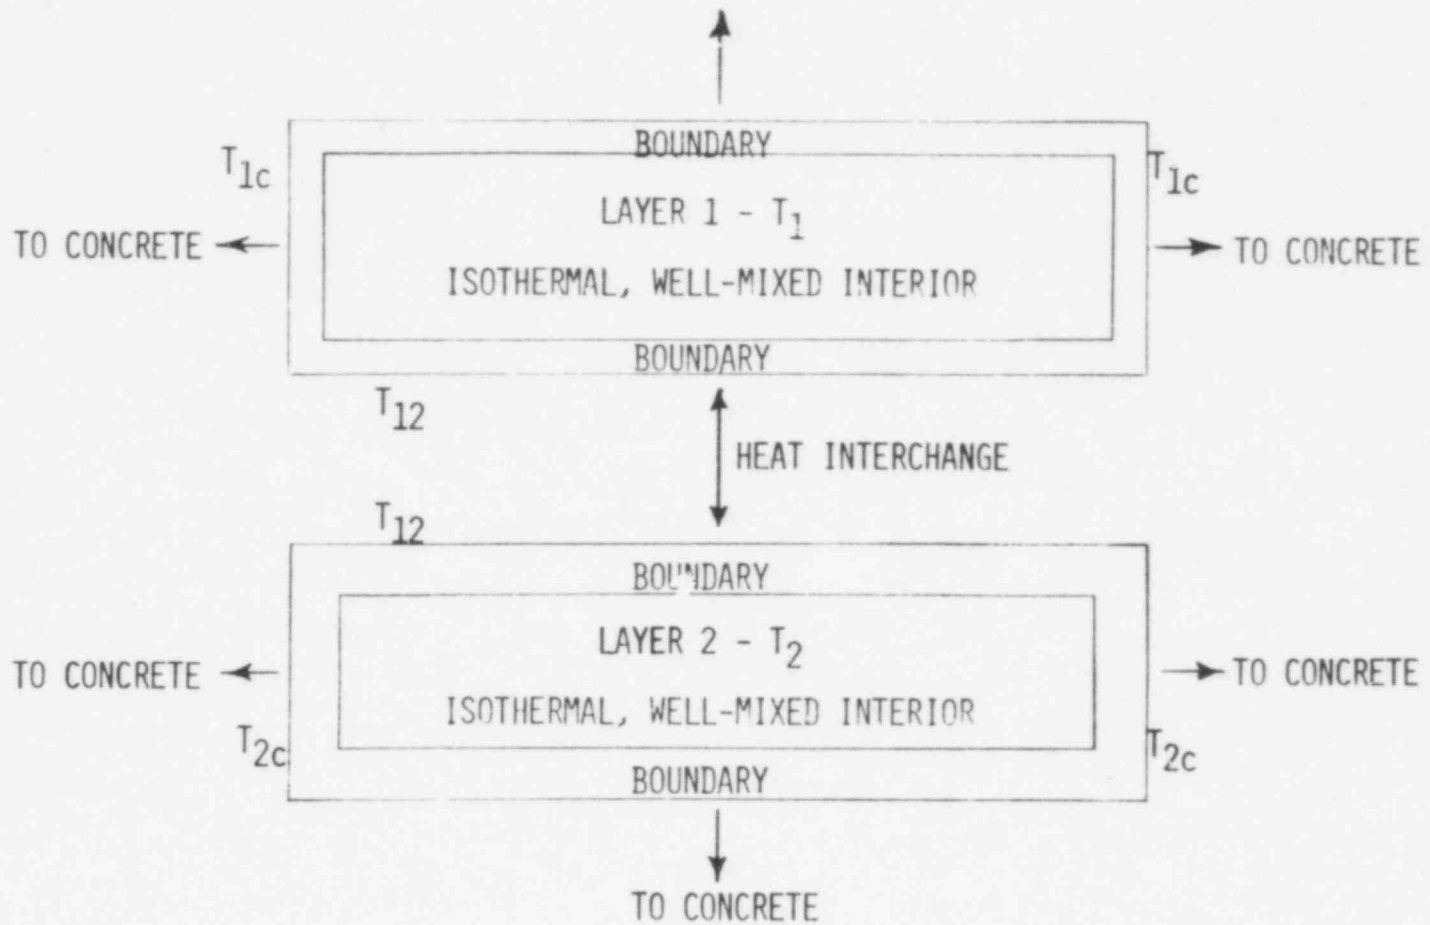 BOUNDARY
T1c T1c
LAYER 1 - T1
TO CONCRETE TO CONCRETE
ISOTHERMAL, WELL-MIXED INTERIOR
BOUNDARY
T12
HEAT INTERCHANGE
T12
BOUNDARY
LAYER 2 - T2
TO CONCRETE TO CONCRETE
ISOTHERMAL, WELL-MIXED INTERIOR
T2c T2c
BOUNDARY
TO CONCRETE